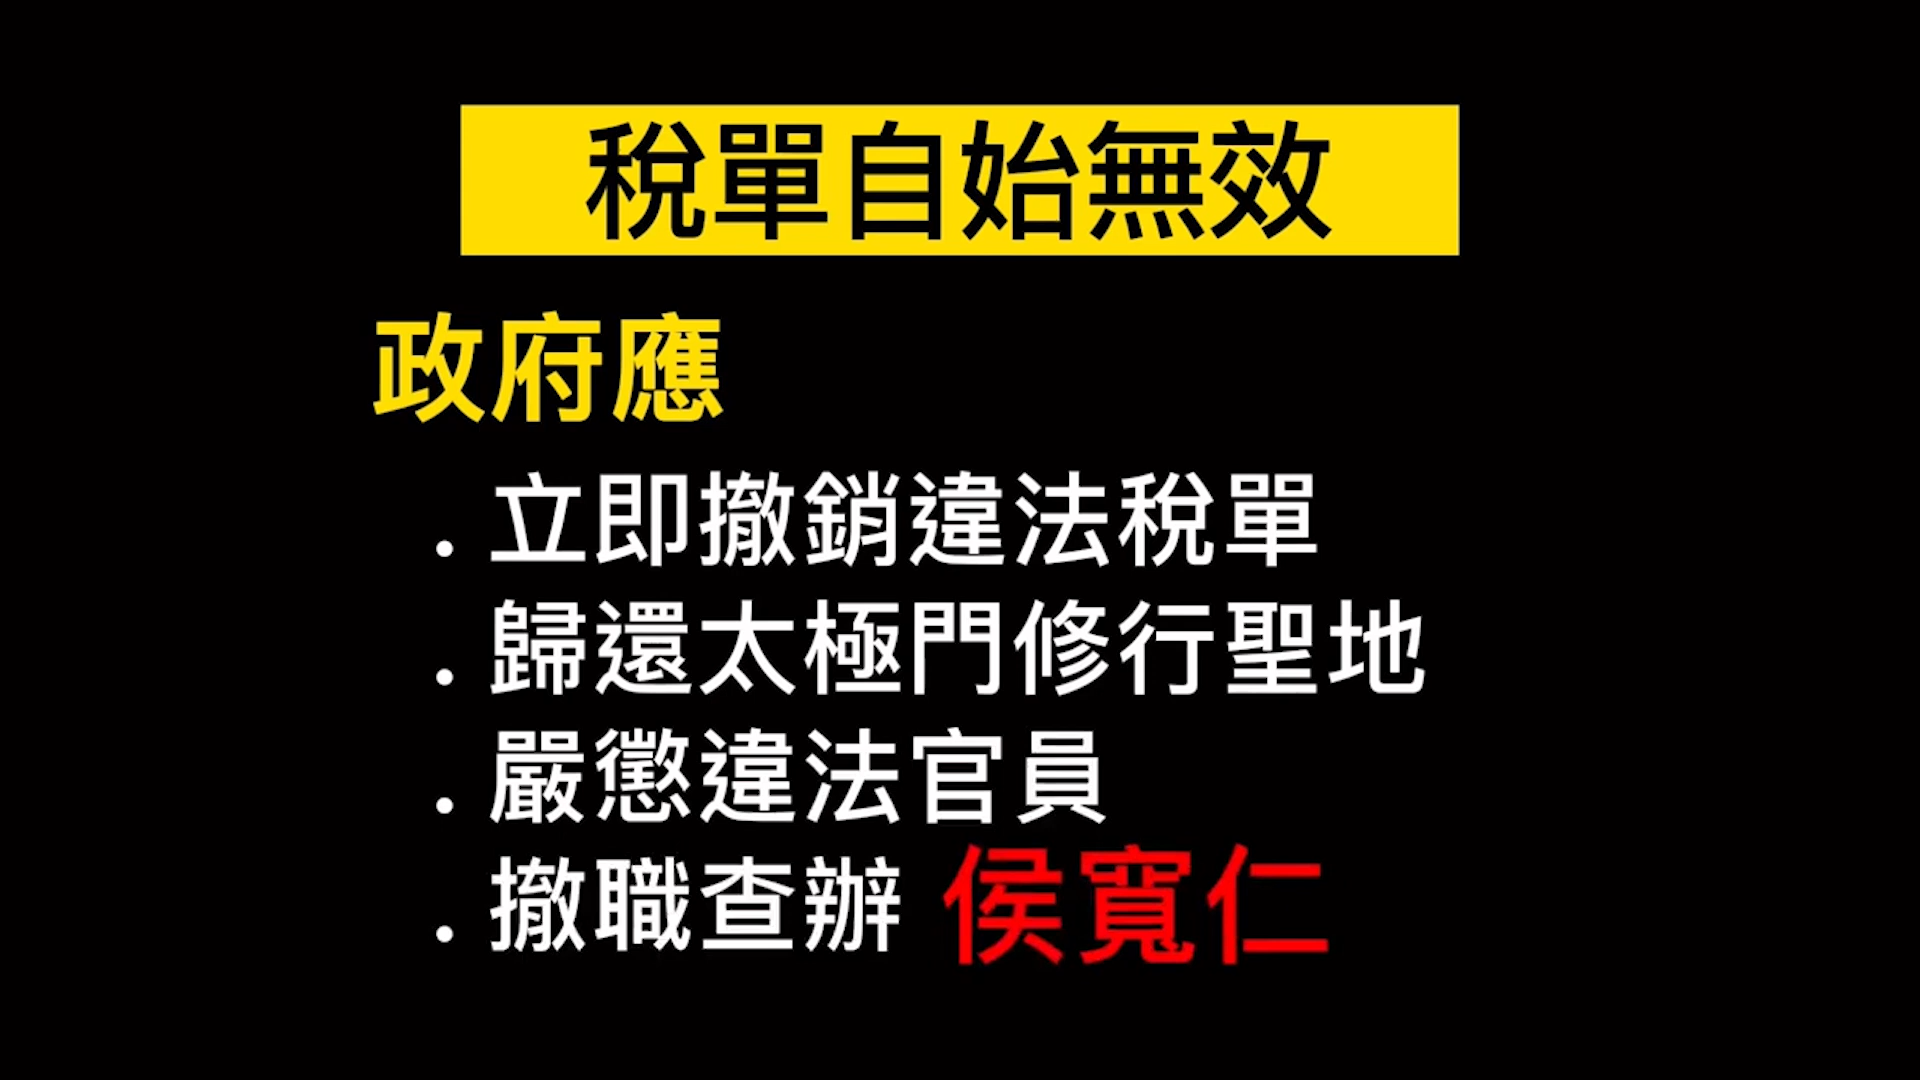 稅單自始無效
政府應
. 立即撤銷違法稅單
. 歸還太極門修行聖地
. 嚴懲違法官員
. 撤職查辦 侯寬仁